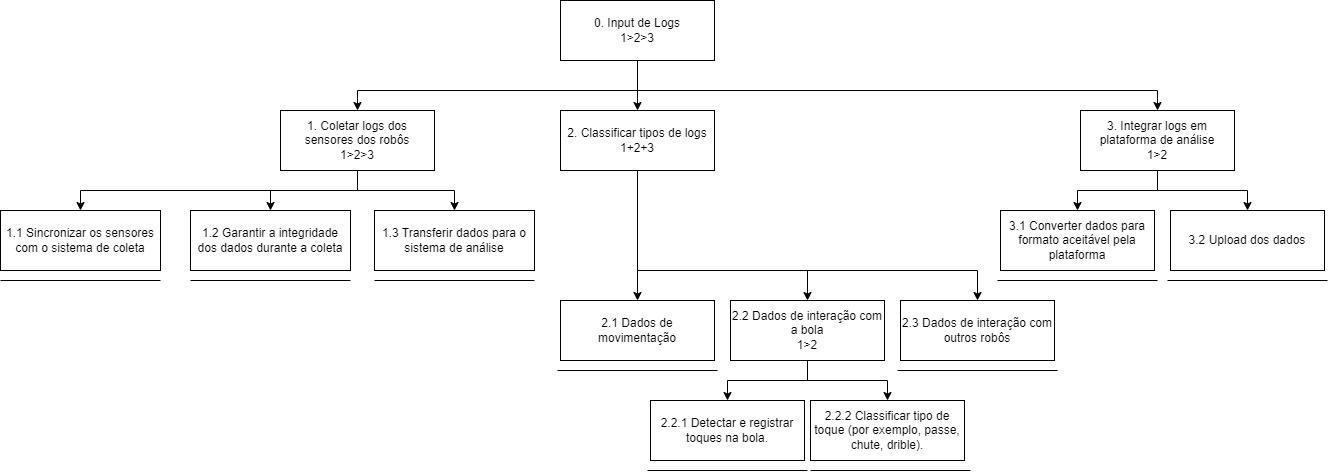 0. Input de Logs
1>2>3
1. Coletar logs dos
sensores dos robôs
1>2>3
2. Classificar tipos de logs
1+2+3
3. Integrar logs em
plataforma de análise
1>2
1.1 Sincronizar os sensores
com o sistema de coleta
1.2 Garantir a integridade
dos dados durante a coleta
1.3 Transferir dados para o
sistema de análise
3.1 Converter dados para
formato aceitável pela
plataforma
3.2 Upload dos dados
2.1 Dados de
movimentação
2.2 Dados de interação com
a bola
1>2
2.3 Dados de interação com
outros robôs
2.2.1 Detectar e registrar
toques na bola.
2.2.2 Classificar tipo de
toque (por exemplo, passe,
chute, drible).